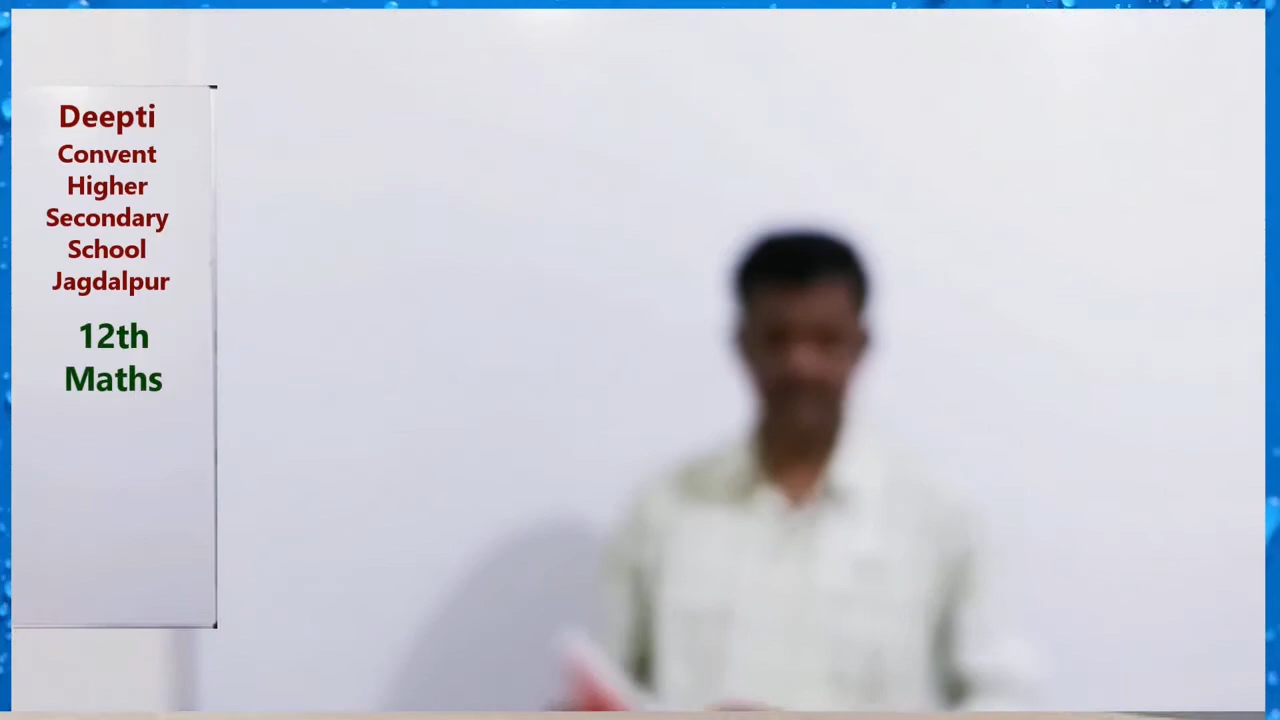 Deepti
Convent
Higher
Secondary
School
Jagdalpur
12th
Maths